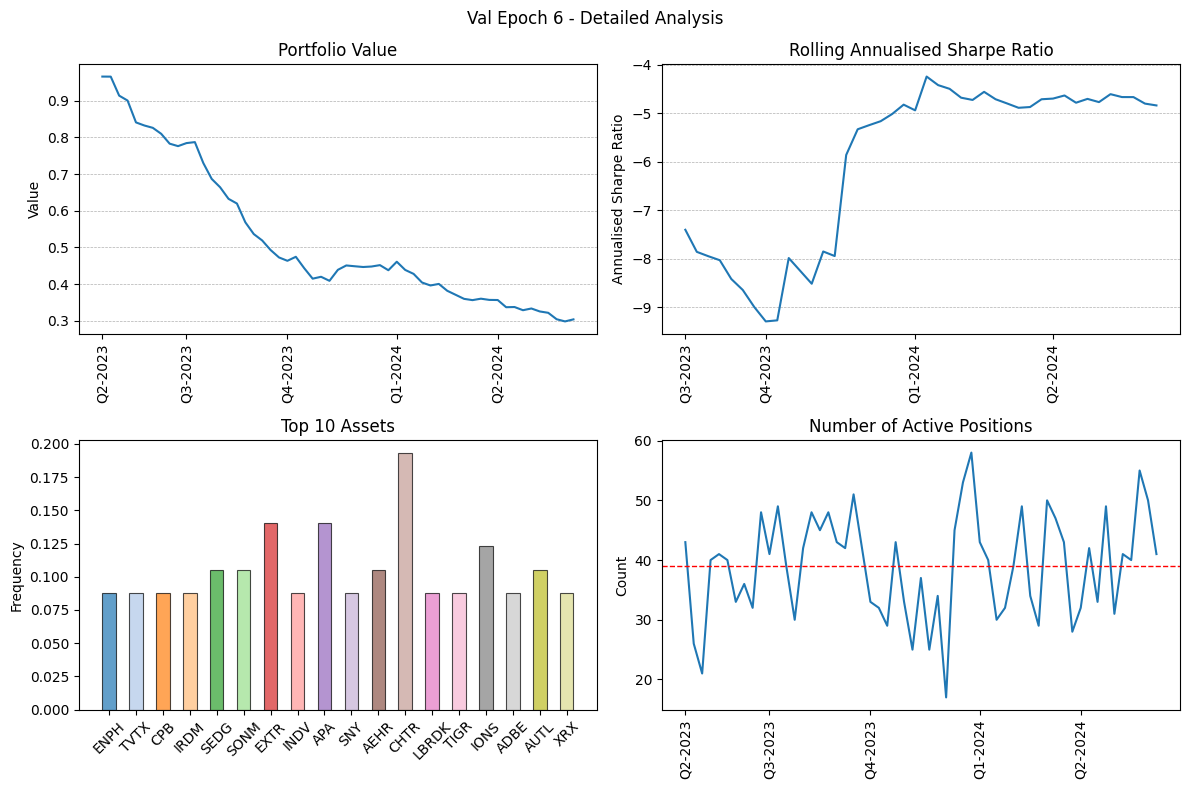 Val Epoch 6 - Detailed Analysis
Portfolio Value
Value
0.9
0.8
0.7
0.6
0.5
0.4
0.3
Q2-2023
Q3-2023
Q4-2023
Q1-2024
Q2-2024
Rolling Annualised Sharpe Ratio
Annualised Sharpe Ratio
−4
−5
−6
−7
−8
−9
Q3-2023
Q4-2023
Q1-2024
Q2-2024
Top 10 Assets
Frequency
0.200
0.175
0.150
0.125
0.100
0.075
0.050
0.025
0.000
ENPH
TVTX
CPB
IRDM
SEDG
SONM
EXTR
INDV
APA
SNY
AEHR
CHTR
LBRDK
TIGR
IONS
ADBE
AUTL
XRX
Number of Active Positions
Count
60
50
40
30
20
Q2-2023
Q3-2023
Q4-2023
Q1-2024
Q2-2024